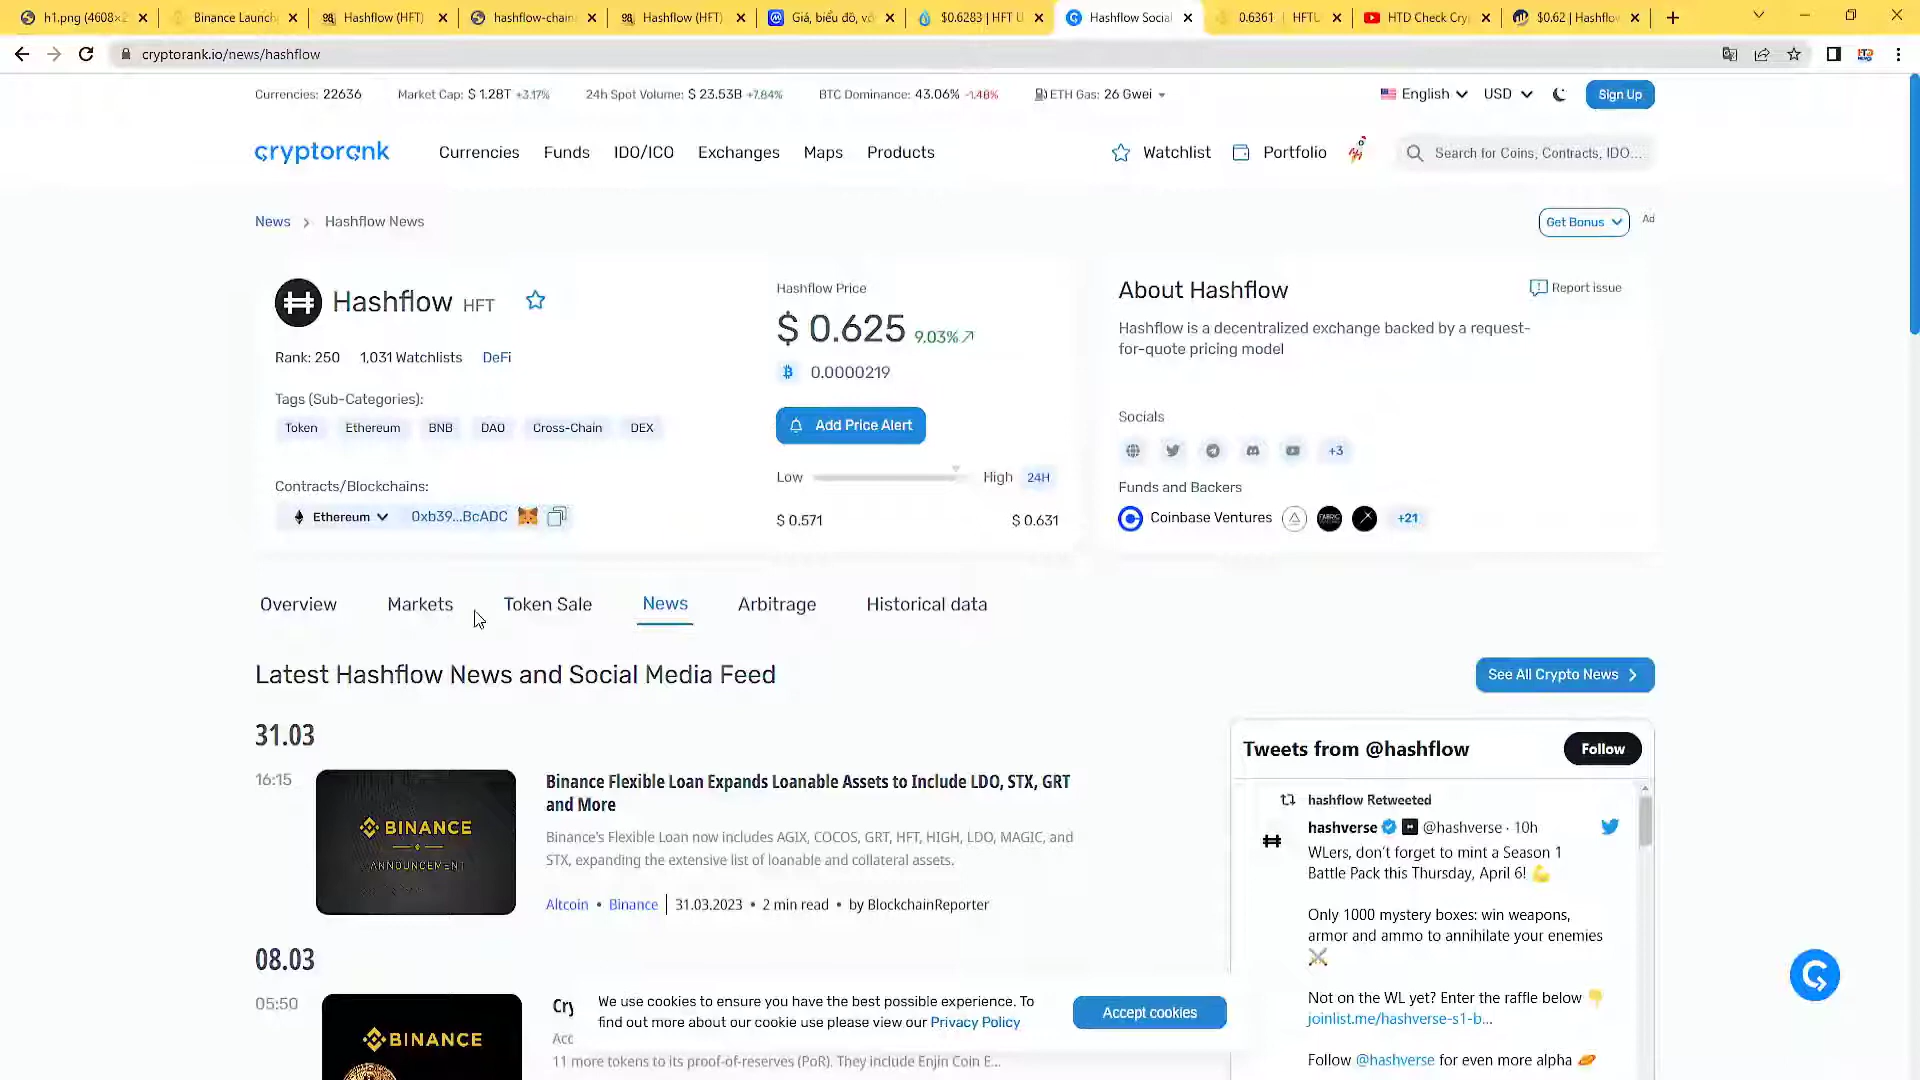 h1.png (4608×2
Binance Launch
Hashflow (HFT)
hashflow-chain
Hashflow (HFT)
Giá, biểu đồ, vố
$0.6283 | HFT U
Hashflow Social
0.6361 | HFTU
HTD Check Cry
$0.62 | Hashflov
cryptorank.io/news/hashflow
Currencies: 22636
Market Cap: $ 1.28T +3.17%
24h Spot Volume: $ 23.53B +7.84%
BTC Dominance: 43.06% -1.48%
ETH Gas: 26 Gwei
English
USD
Sign Up
cryptorank
Currencies
Funds
IDO/ICO
Exchanges
Maps
Products
Watchlist
Portfolio
Search for Coins, Contracts, IDO...
News > Hashflow News
Get Bonus
Ad
Hashflow HFT
Rank: 250
1,031 Watchlists
DeFi
Tags (Sub-Categories):
Token
Ethereum
BNB
DAO
Cross-Chain
DEX
Contracts/Blockchains:
Ethereum
0xb39...BcADC
Hashflow Price
$ 0.625 9.03%
0.0000219
Add Price Alert
Low
High
24H
$ 0.571
$ 0.631
About Hashflow
Report issue
Hashflow is a decentralized exchange backed by a request-
for-quote pricing model
Socials
+3
Funds and Backers
Coinbase Ventures
+21
Overview
Markets
Token Sale
News
Arbitrage
Historical data
Latest Hashflow News and Social Media Feed
See All Crypto News
31.03
16:15
BINANCE
ANNOUNCEMENT
Binance Flexible Loan Expands Loanable Assets to Include LDO, STX, GRT
and More
Binance's Flexible Loan now includes AGIX, COCOS, GRT, HFT, HIGH, LDO, MAGIC, and
STX, expanding the extensive list of loanable and collateral assets.
Altcoin • Binance | 31.03.2023 • 2 min read • by BlockchainReporter
08.03
05:50
BINANCE
Cry
Acc
11 more tokens to its proof-of-reserves (PoR). They include Enjin Coin E...
We use cookies to ensure you have the best possible experience. To
find out more about our cookie use please view our Privacy Policy
Accept cookies
Tweets from @hashflow
Follow
hashflow Retweeted
hashverse @hashverse · 10h
WLers, don't forget to mint a Season 1
Battle Pack this Thursday, April 6! 💪
Only 1000 mystery boxes: win weapons,
armor and ammo to annihilate your enemies
⚔️
Not on the WL yet? Enter the raffle below 👇
joinlist.me/hashverse-s1-b...
Follow @hashverse for even more alpha